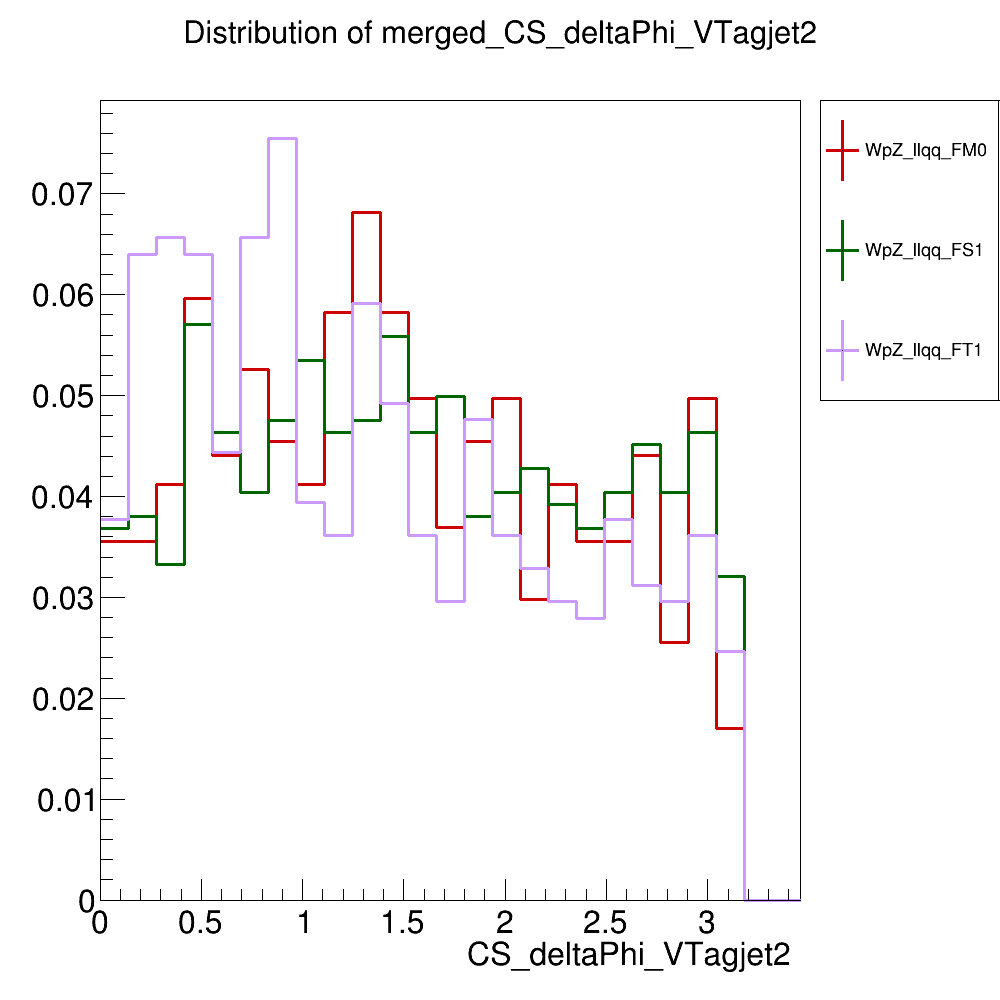 Distribution of merged_CS_deltaPhi_VTagjet2
0.07
0.06
0.05
0.04
0.03
0.02
0.01
0
0 0.5 1 1.5 2 2.5 3
CS_deltaPhi_VTagjet2
WpZ_llqq_FM0
WpZ_llqq_FS1
WpZ_llqq_FT1